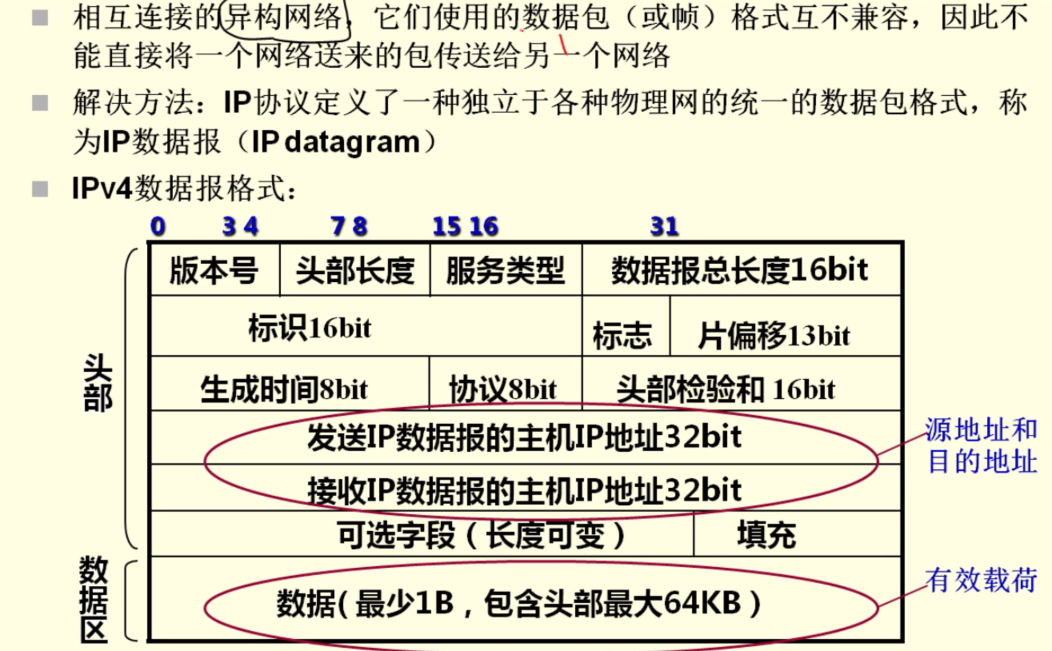 相互连接的异构网络，它们使用的数据包（或帧）格式互不兼容，因此不
能直接将一个网络送来的包传送给另一个网络
解决方法：IP协议定义了一种独立于各种物理网的统一的数据包格式，称
为IP数据报（IP datagram）
IPv4数据报格式：
0 3 4 7 8 15 16 31
版本号 头部长度 服务类型 数据报总长度16bit
标识16bit 标志 片偏移13bit
头部
生成时间8bit 协议8bit 头部检验和 16bit
发送IP数据报的主机IP地址32bit
源地址和
目的地址
接收IP数据报的主机IP地址32bit
可选字段（长度可变） 填充
数据区
数据( 最少1B，包含头部最大64KB )
有效载荷